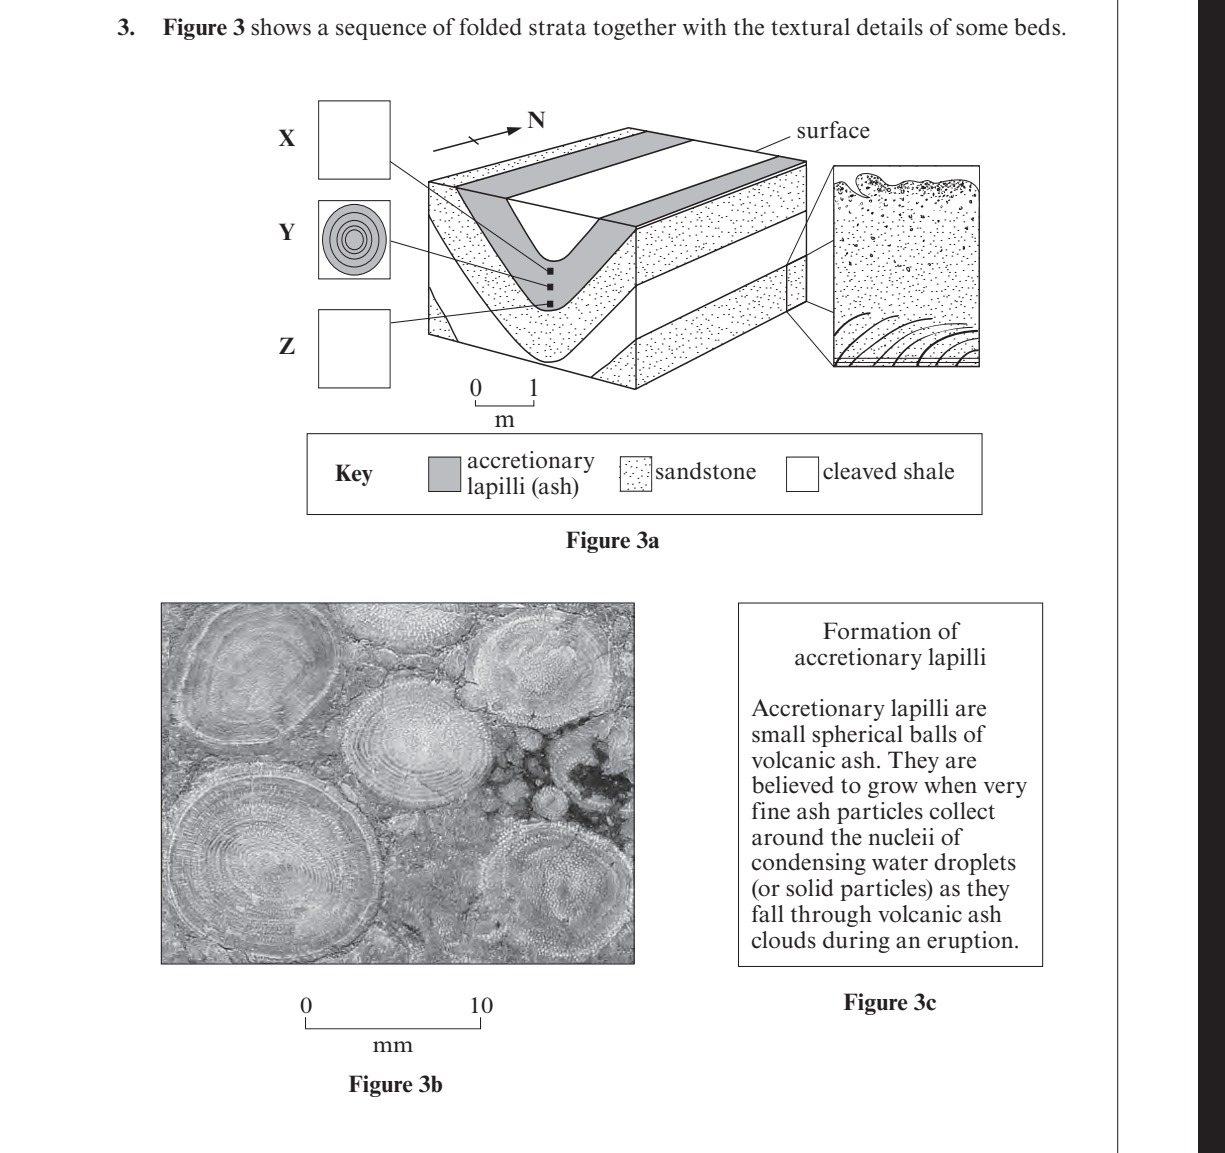 3. Figure 3 shows a sequence of folded strata together with the textural details of some beds.
N
surface
X
Y
Z
0 1
m
Key
accretionary
lapilli (ash)
sandstone
cleaved shale
Figure 3a
0 10
mm
Figure 3b
Formation of
accretionary lapilli
Accretionary lapilli are
small spherical balls of
volcanic ash. They are
believed to grow when very
fine ash particles collect
around the nucleii of
condensing water droplets
(or solid particles) as they
fall through volcanic ash
clouds during an eruption.
Figure 3c